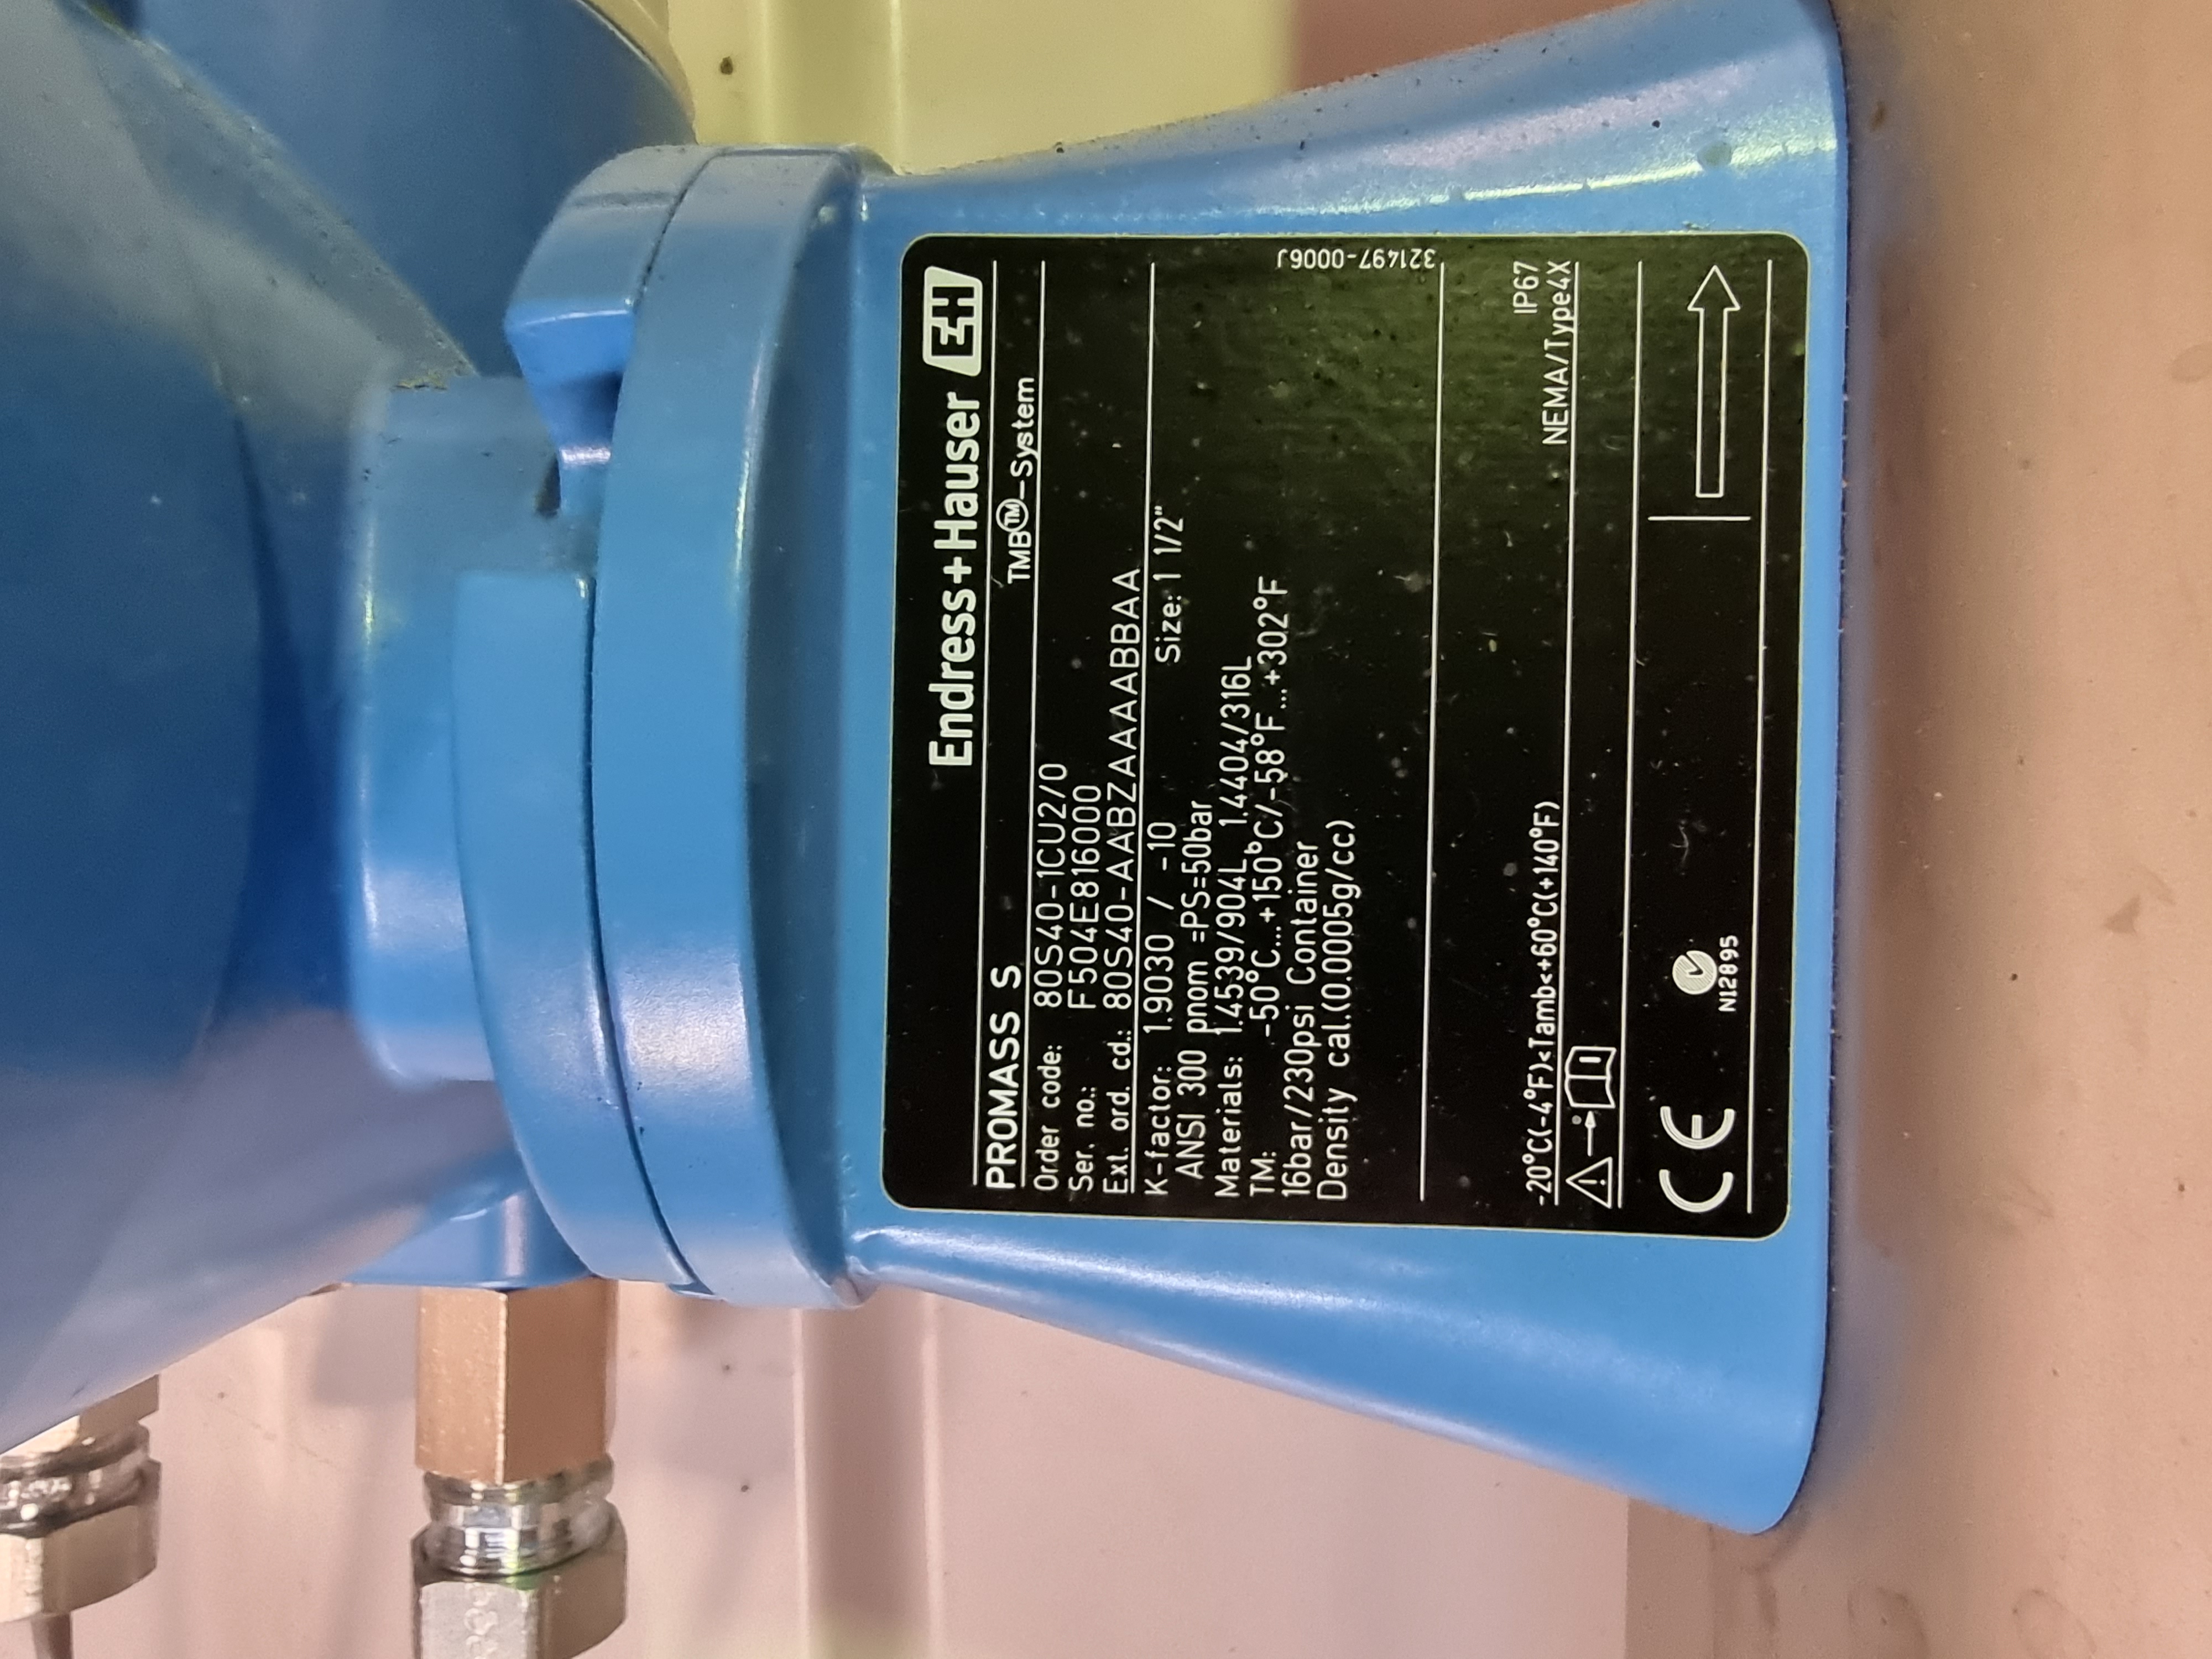 Endress+Hauser EH
PROMASS S
TMB™-System
Order code: 80S40-1CU2/0
Ser. no.: F504E816000
Ext. ord. cd.: 80S40-AABZAAAAABBAA
K-factor: 1.9030 / -10 Size: 1 1/2"
ANSI 300 pnom =PS=50bar
Materials: 1.4539/904L 1.4404/316L
TM: -50°C...+150°C/-58°F...+302°F
16bar/230psi Container
Density cal.(0.0005g/cc)
321497-0006J
IP67
-20°C(-4°F)<Tamb<+60°C(+140°F) NEMA/Type4X
i
CE
N12895